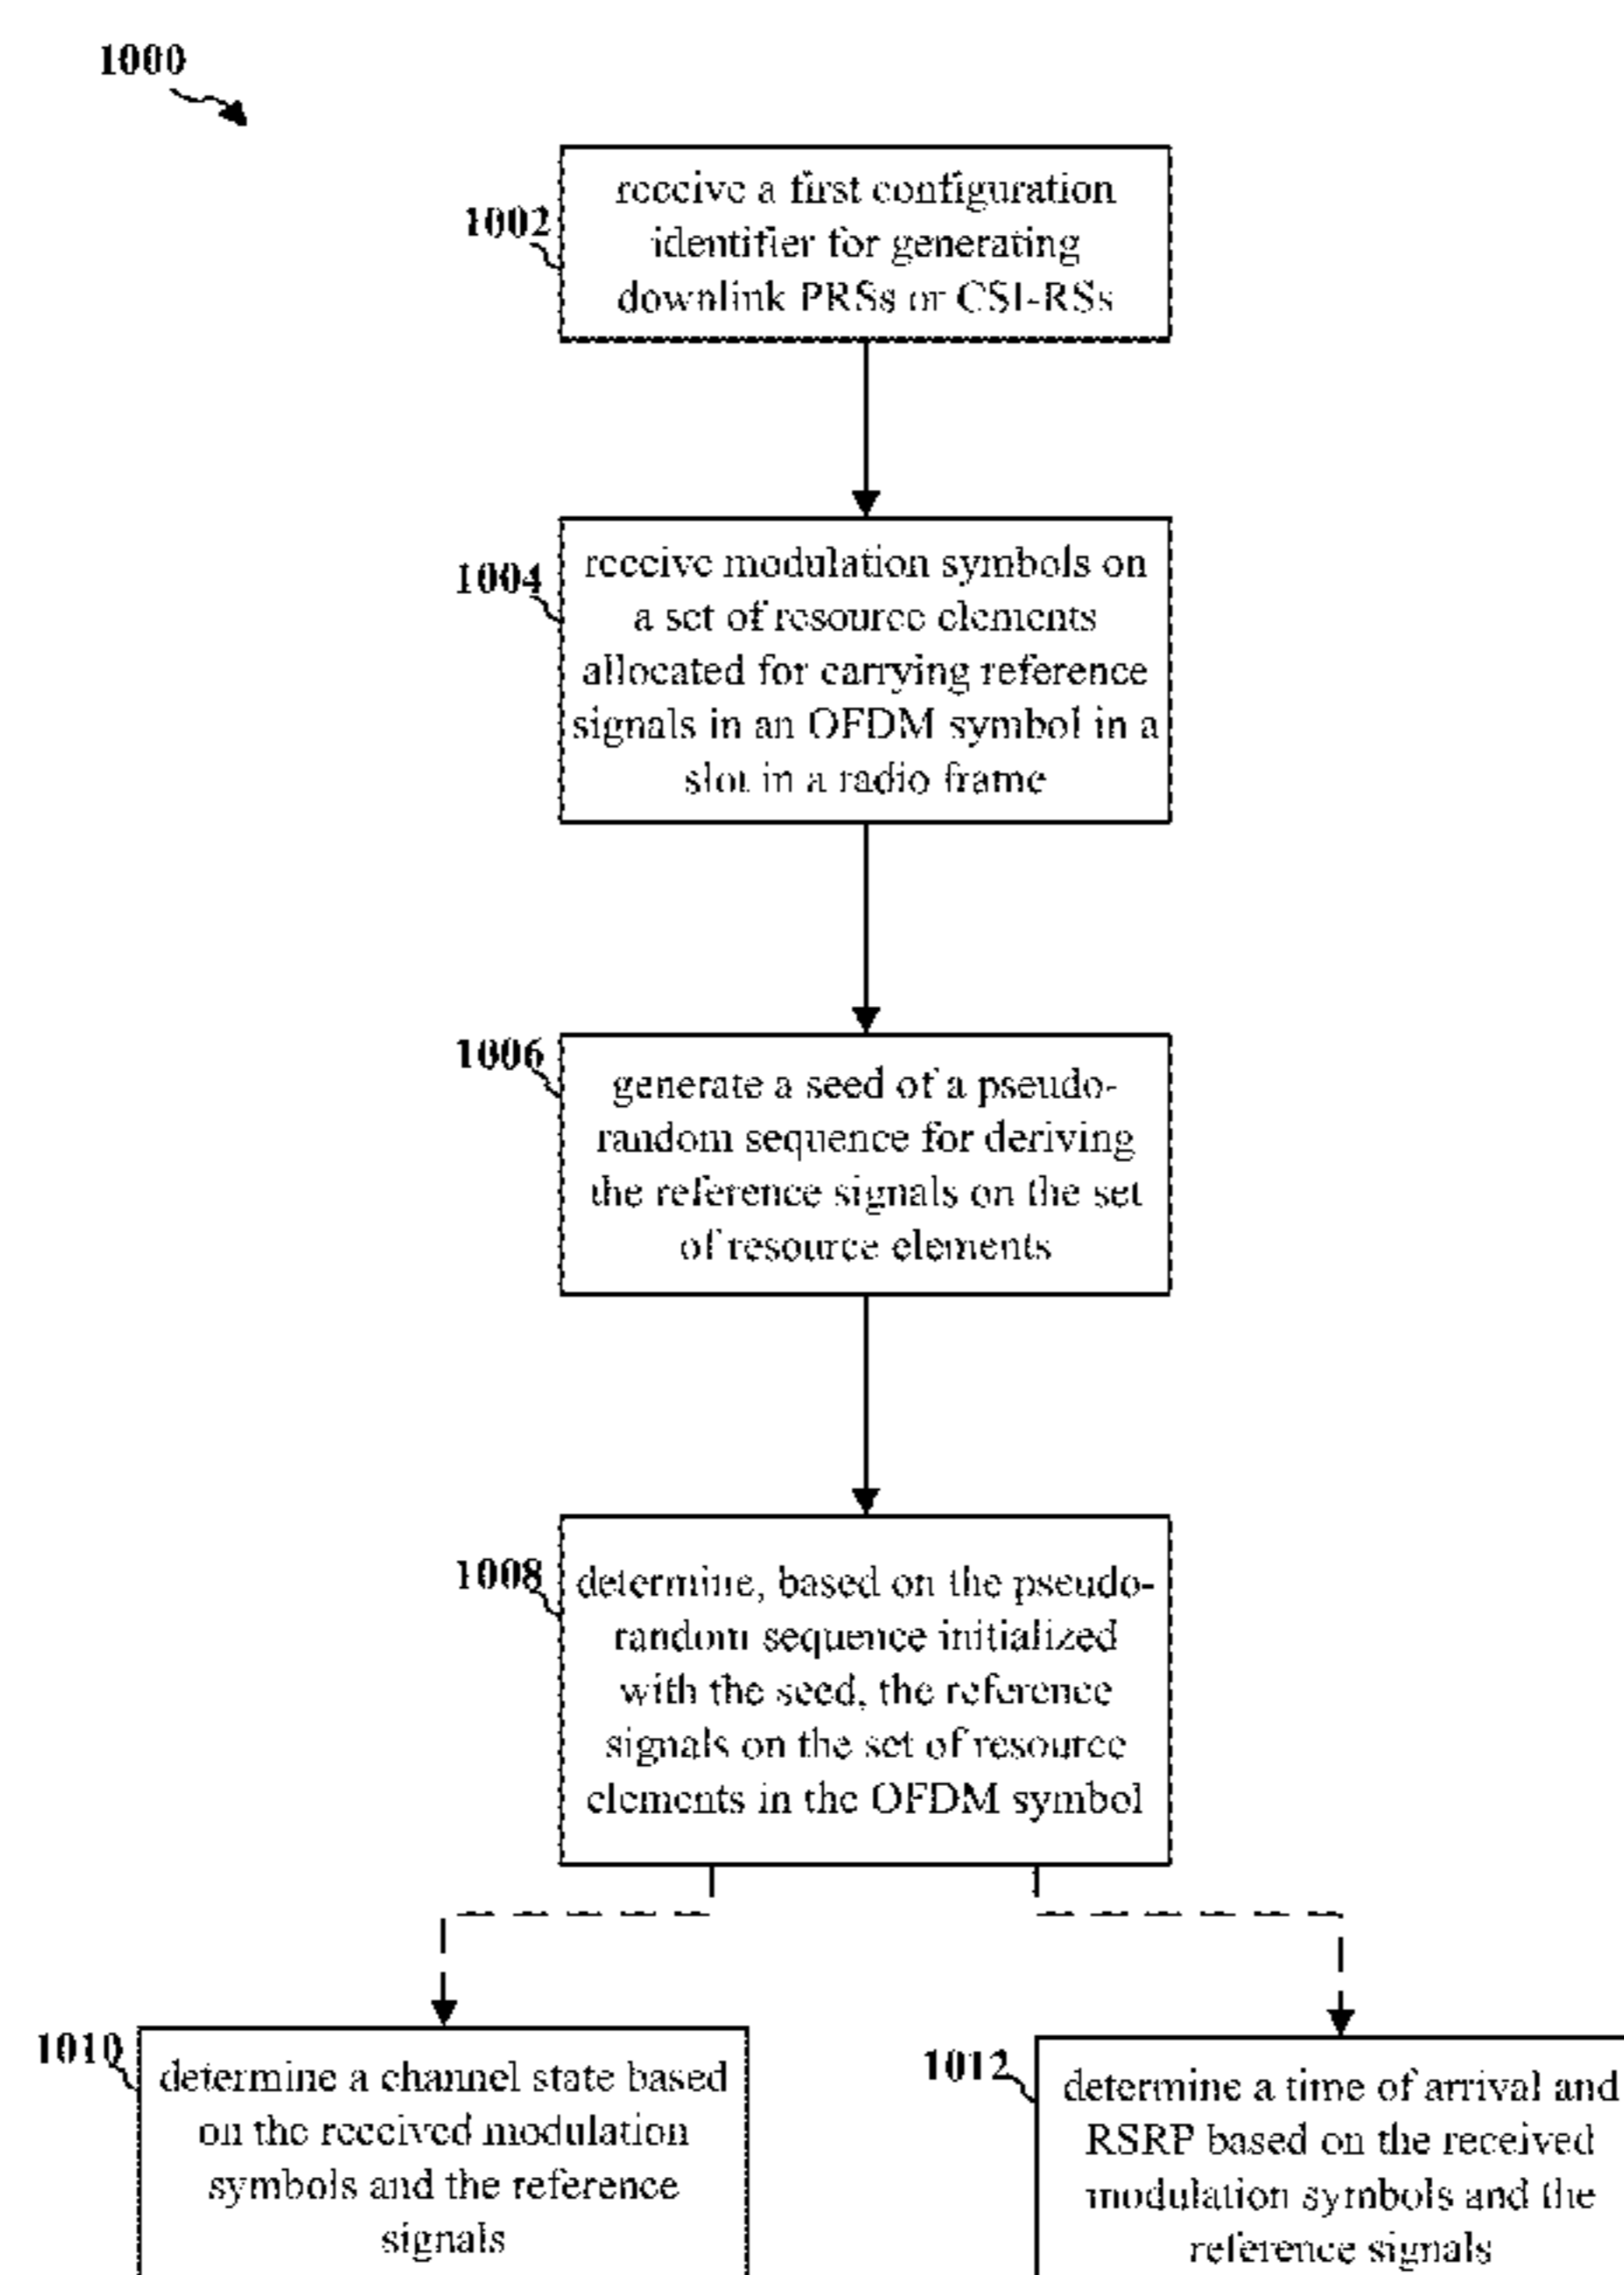 1000
1002
receive a first configuration
identifier for generating
downlink PRSs or CSI-RSs
1004
receive modulation symbols on
a set of resource elements
allocated for carrying reference
signals in an OFDM symbol in a
slot in a radio frame
1006
generate a seed of a pseudo-
random sequence for deriving
the reference signals on the set
of resource elements
1008
determine, based on the pseudo-
random sequence initialized
with the seed, the reference
signals on the set of resource
elements in the OFDM symbol
1010
determine a channel state based
on the received modulation
symbols and the reference
signals
1012
determine a time of arrival and
RSRP based on the received
modulation symbols and the
reference signals